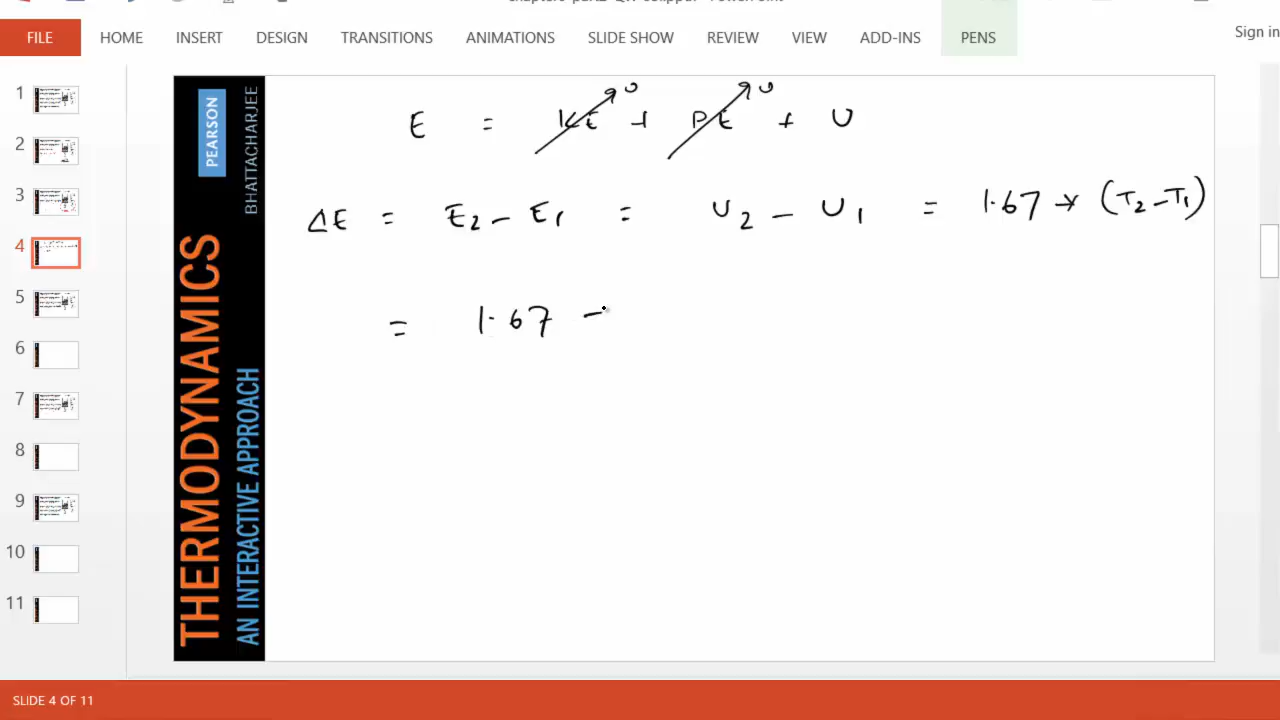 FILE HOME INSERT DESIGN TRANSITIONS ANIMATIONS SLIDE SHOW REVIEW VIEW ADD-INS PENS Sign in
1
2
3
4
5
6
7
8
9
10
11
PEARSON
BHATTACHARJEE
THERMODYNAMICS
AN INTERACTIVE APPROACH
E = KE 0 + PE 0 + U
ΔE = E2 - E1 = U2 - U1 = 1.67 × (T2 - T1)
= 1.67 -
SLIDE 4 OF 11